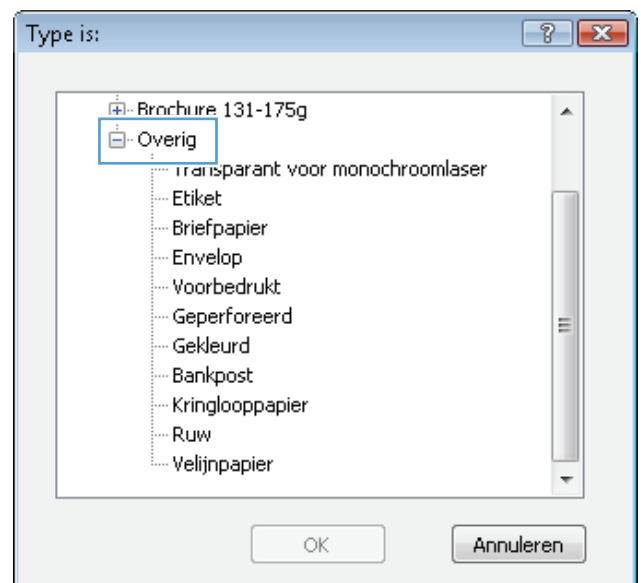 Type is:
Brochure 131-175g
Overig
Transparant voor monochroomlaser
Etiket
Briefpapier
Envelop
Voorbedrukt
Geperforeerd
Gekleurd
Bankpost
Kringlooppapier
Ruw
Velijnpapier
OK
Annuleren